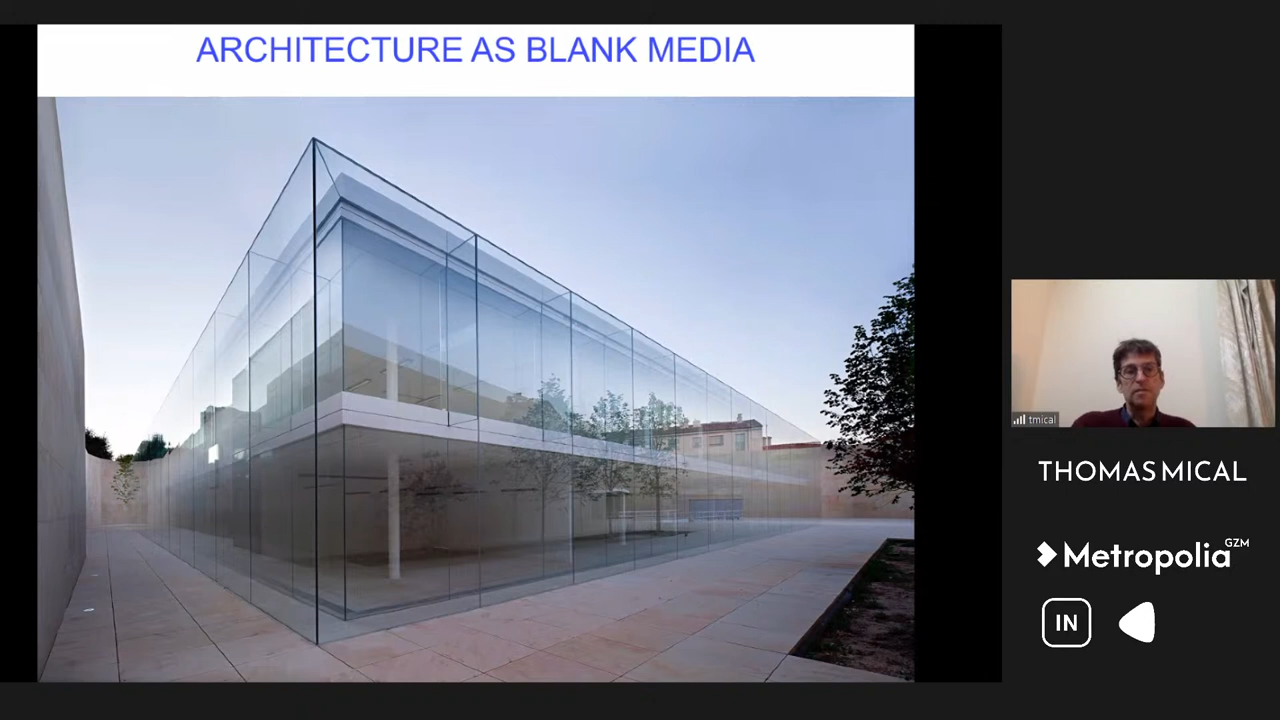 ARCHITECTURE AS BLANK MEDIA
tmical
THOMAS MICAL
Metropolia GZM
IN